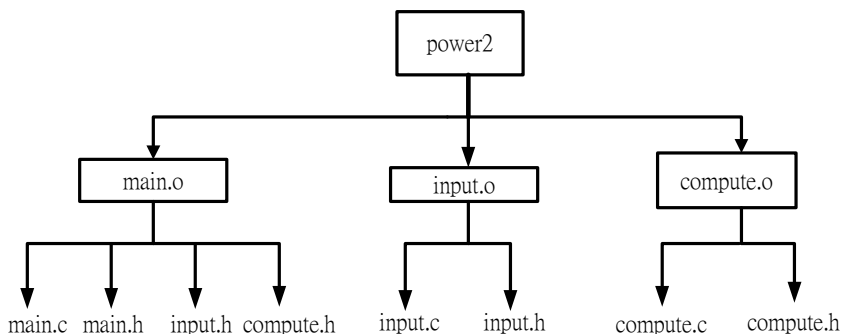 power2
main.o
input.o
compute.o
main.c
main.h
input.h
compute.h
input.c
input.h
compute.c
compute.h